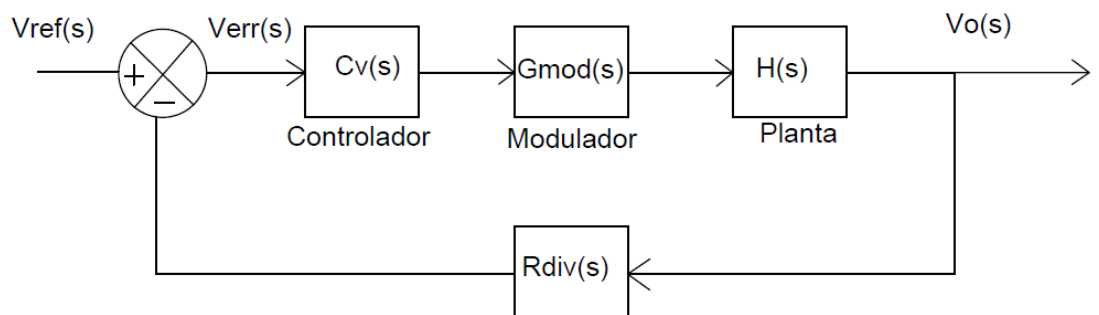 Vref(s)
Verr(s)
Vo(s)
+
−
Cv(s)
Gmod(s)
H(s)
Controlador
Modulador
Planta
Rdiv(s)